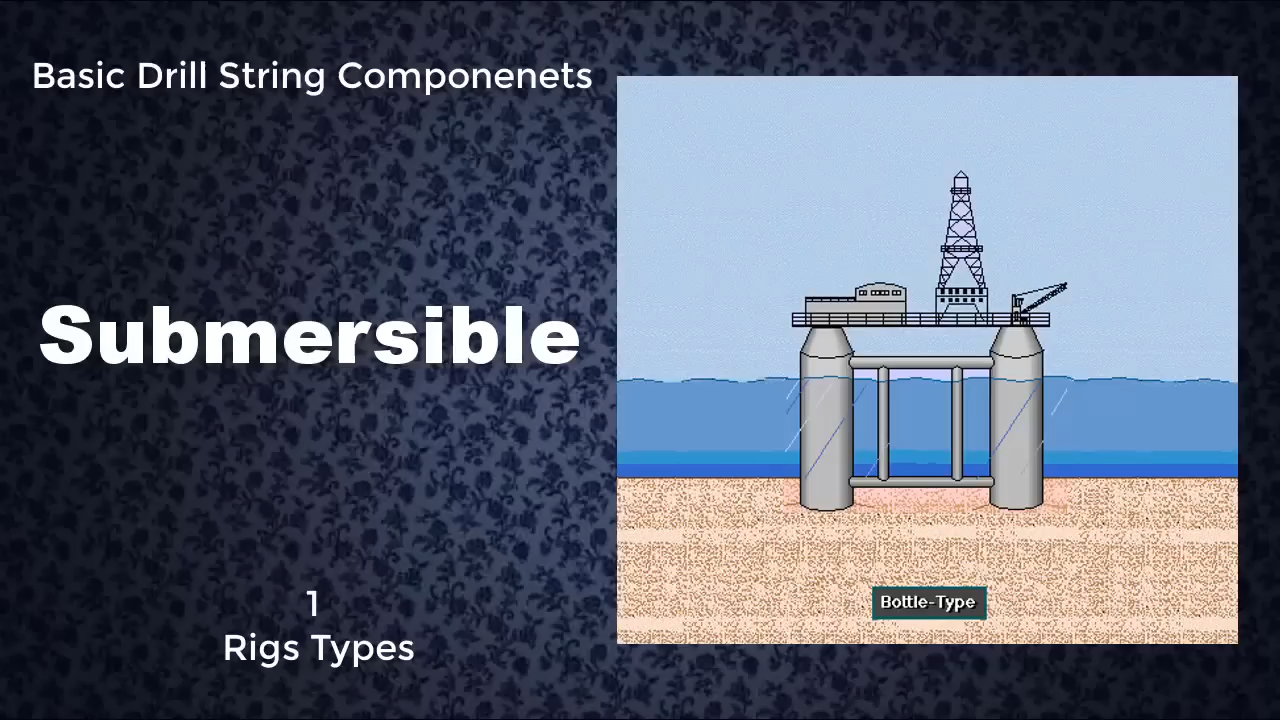 Basic Drill String Componenets
Submersible
1
Rigs Types
Bottle-Type